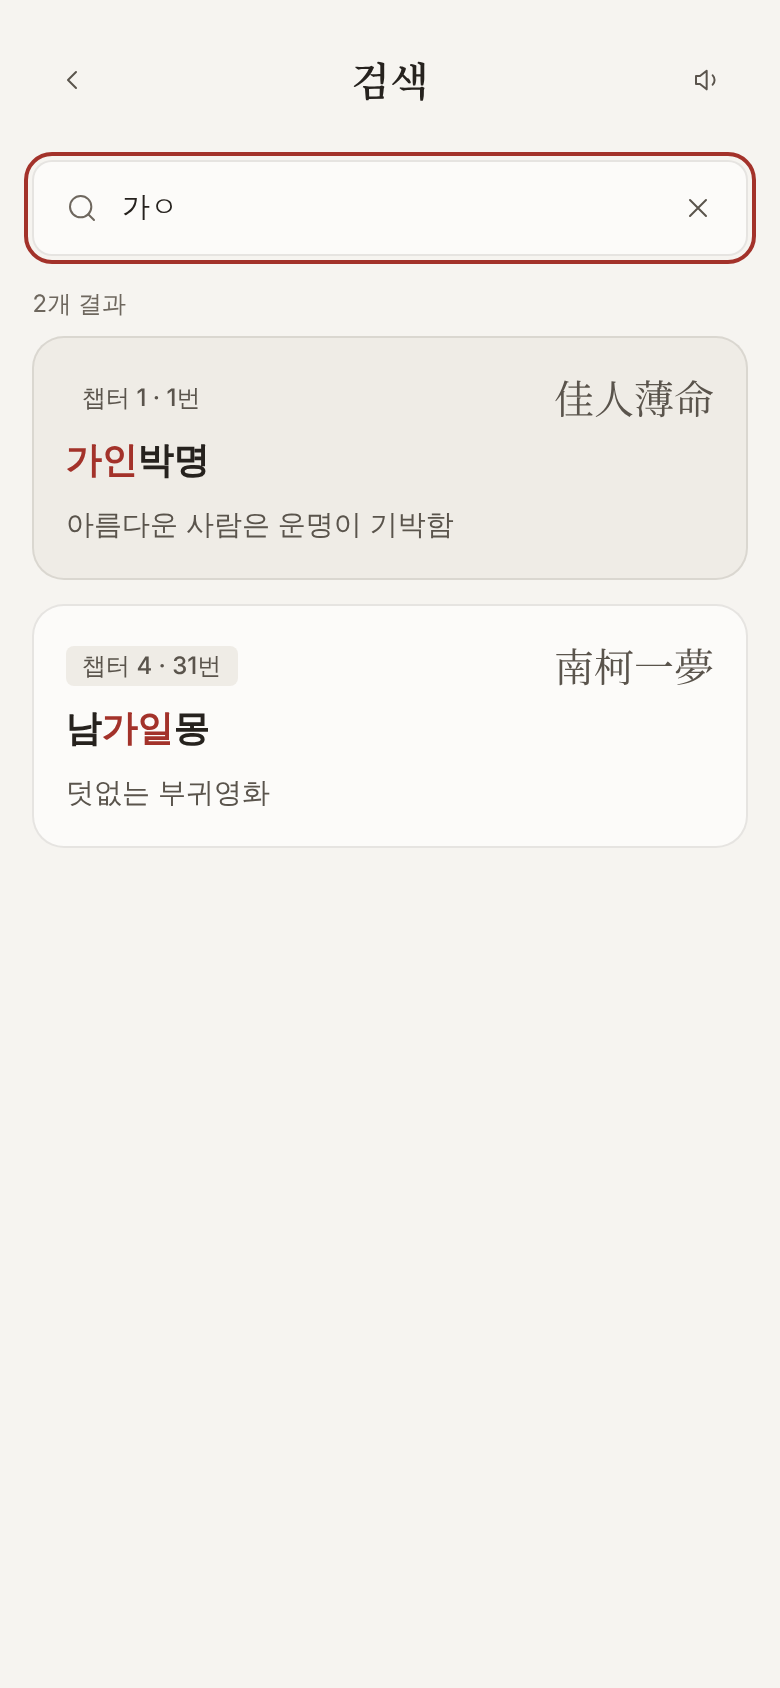 검색
가ㅇ
2개 결과
챕터 1 · 1번
佳人薄命
가인박명
아름다운 사람은 운명이 기박함
챕터 4 · 31번
南柯一夢
남가일몽
덧없는 부귀영화